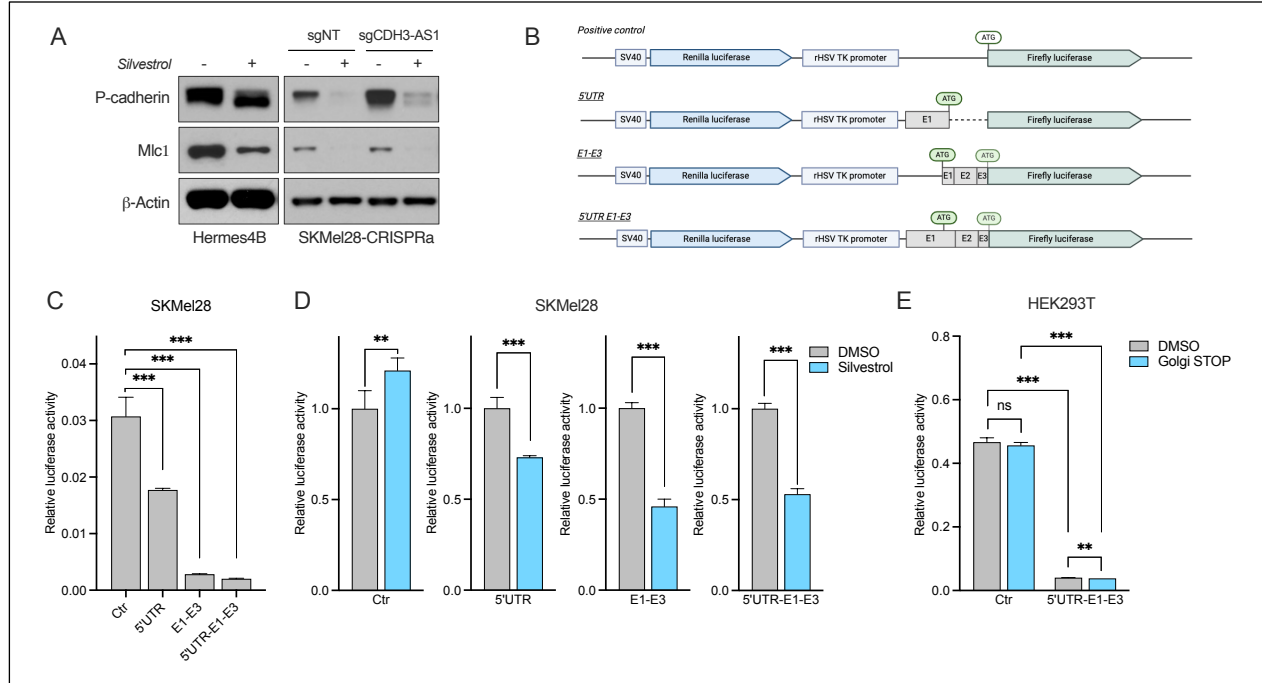 A
sgNT sgCDH3-AS1
Silvestrol - + - + - +
P-cadherin
Mlc1
β-Actin
Hermes4B SKMel28-CRISPRa
B
Positive control
ATG
SV40 Renilla luciferase rHSV TK promoter Firefly luciferase
5'UTR
ATG
SV40 Renilla luciferase rHSV TK promoter E1 Firefly luciferase
E1-E3
ATG ATG
SV40 Renilla luciferase rHSV TK promoter E1 E2 E3 Firefly luciferase
5'UTR E1-E3
ATG ATG
SV40 Renilla luciferase rHSV TK promoter E1 E2 E3 Firefly luciferase
C
SKMel28
Relative luciferase activity
0.04
0.03
0.02
0.01
0.00
***
***
***
Ctr 5'UTR E1-E3 5'UTR-E1-E3
D
SKMel28
Relative luciferase activity
1.0
0.5
0.0
**
Ctr
Relative luciferase activity
1.0
0.5
0.0
***
5'UTR
Relative luciferase activity
1.0
0.5
0.0
***
E1-E3
Relative luciferase activity
1.0
0.5
0.0
***
5'UTR-E1-E3
DMSO
Silvestrol
E
HEK293T
Relative luciferase activity
0.8
0.6
0.4
0.2
0.0
***
***
ns
**
Ctr 5'UTR-E1-E3
DMSO
Golgi STOP